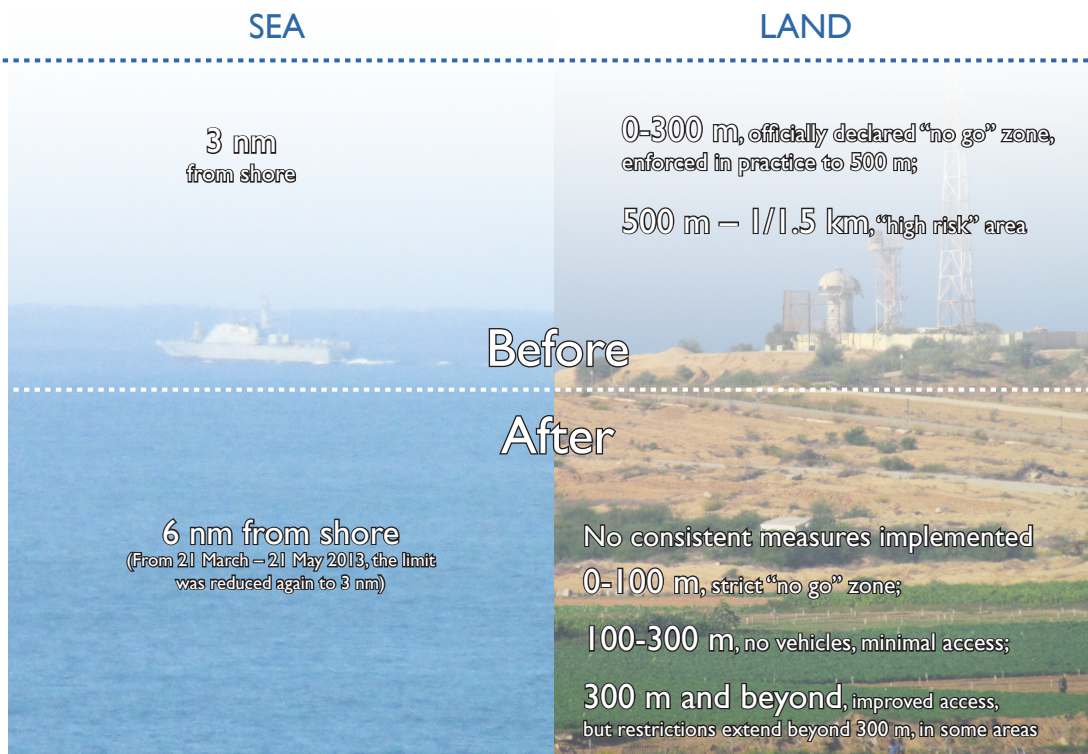 SEA
LAND
3 nm
from shore
0-300 m, officially declared “no go” zone,
enforced in practice to 500 m;
500 m – 1/1.5 km, “high risk” area
Before
After
6 nm from shore
(From 21 March – 21 May 2013, the limit
was reduced again to 3 nm)
No consistent measures implemented
0-100 m, strict “no go” zone;
100-300 m, no vehicles, minimal access;
300 m and beyond, improved access,
but restrictions extend beyond 300 m, in some areas